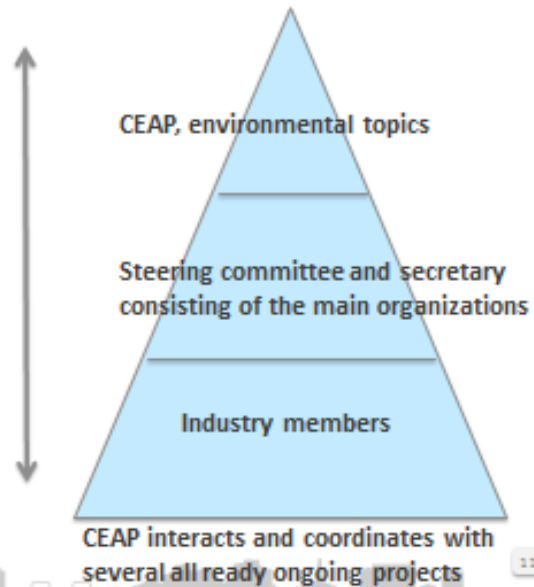 CEAP, environmental topics
Steering committee and secretary
consisting of the main organizations
Industry members
CEAP interacts and coordinates with
several all ready ongoing projects
11